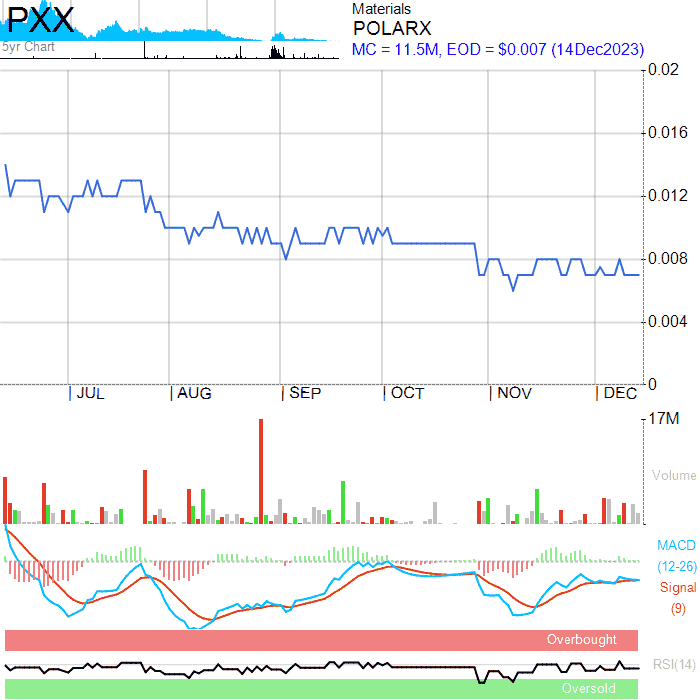 PXX
5yr Chart
Materials
POLARX
MC = 11.5M, EOD = $0.007 (14Dec2023)
0.02
0.016
0.012
0.008
0.004
0
JUL AUG SEP OCT NOV DEC
17M
Volume
MACD
(12-26)
Signal
(9)
Overbought
RSI(14)
Oversold